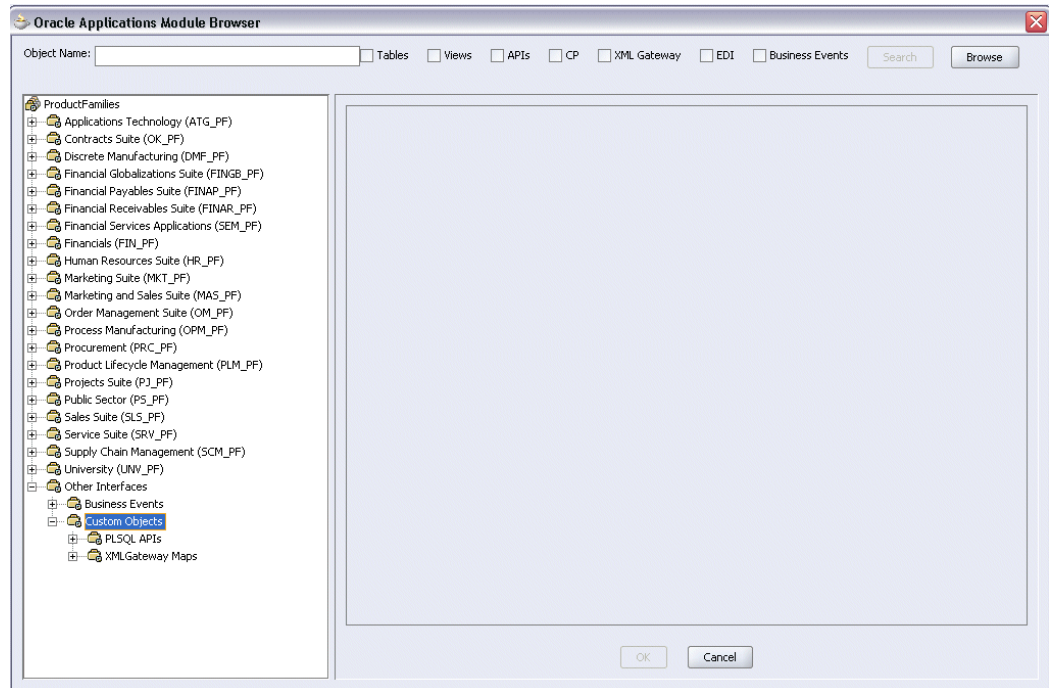 Oracle Applications Module Browser
Object Name: Tables Views APIs CP XML Gateway EDI Business Events Search Browse
ProductFamilies
Applications Technology (ATG_PF)
Contracts Suite (OK_PF)
Discrete Manufacturing (DMF_PF)
Financial Globalizations Suite (FINGB_PF)
Financial Payables Suite (FINAP_PF)
Financial Receivables Suite (FINAR_PF)
Financial Services Applications (SEM_PF)
Financials (FIN_PF)
Human Resources Suite (HR_PF)
Marketing Suite (MKT_PF)
Marketing and Sales Suite (MAS_PF)
Order Management Suite (OM_PF)
Process Manufacturing (OPM_PF)
Procurement (PRC_PF)
Product Lifecycle Management (PLM_PF)
Projects Suite (PJ_PF)
Public Sector (PS_PF)
Sales Suite (SLS_PF)
Service Suite (SRV_PF)
Supply Chain Management (SCM_PF)
University (UNV_PF)
Other Interfaces
Business Events
Custom Objects
PLSQL APIs
XMLGateway Maps
OK Cancel